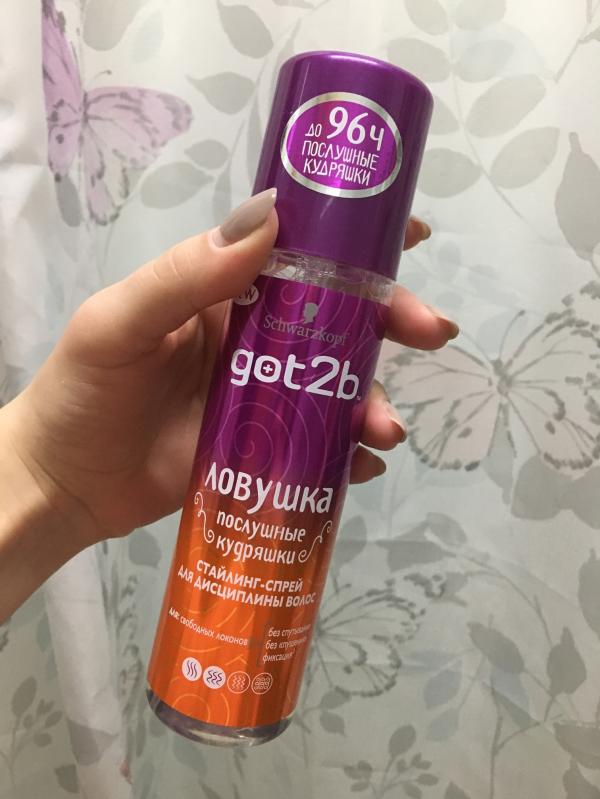 до 96ч
послушные
кудряшки
Schwarzkopf
got2b
ловушка
послушные
кудряшки
стайлинг-спрей
для дисциплины волос
для: свободных локонов
без спутывания
фиксация